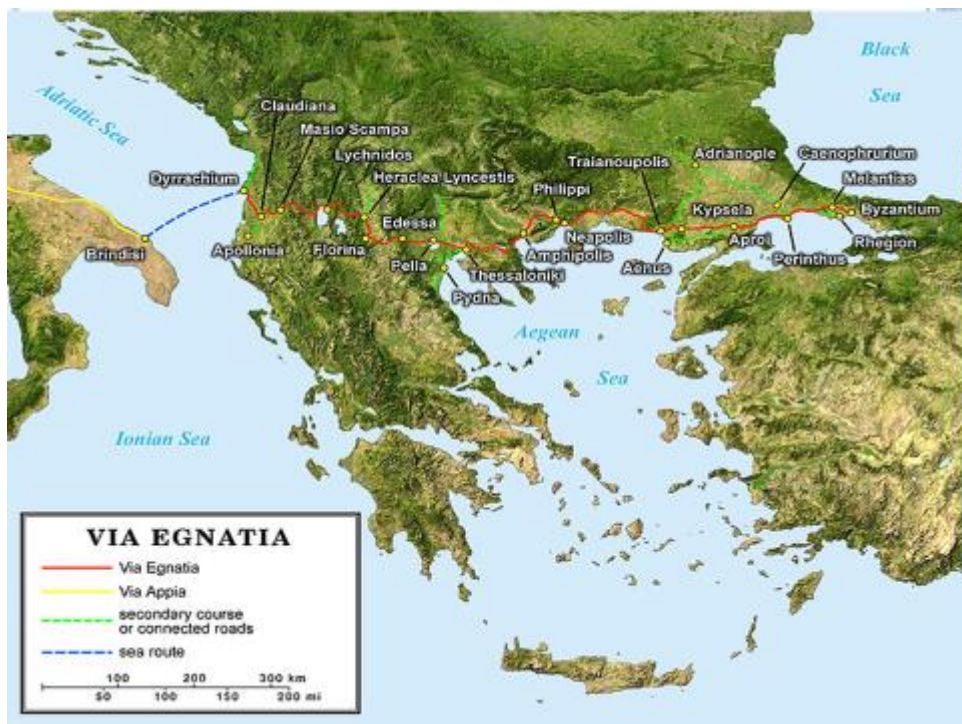 Black
Sea
Adriatic Sea
Claudiana
Masio Scampa
Lychnidos
Heraclea Lyncestis
Dyrrachium
Traianoupolis
Adrianople
Caenophrurium
Melantias
Philippi
Edessa
Kypsela
Byzantium
Brindisi
Apollonia
Florina
Neapolis
Aproi
Rhegion
Pella
Amphipolis
Aenus
Perinthus
Thessaloniki
Pydna
Aegean
Sea
Ionian Sea
VIA EGNATIA
Via Egnatia
Via Appia
secondary course
or connected roads
sea route
100 200 300 km
50 100 150 200 mi